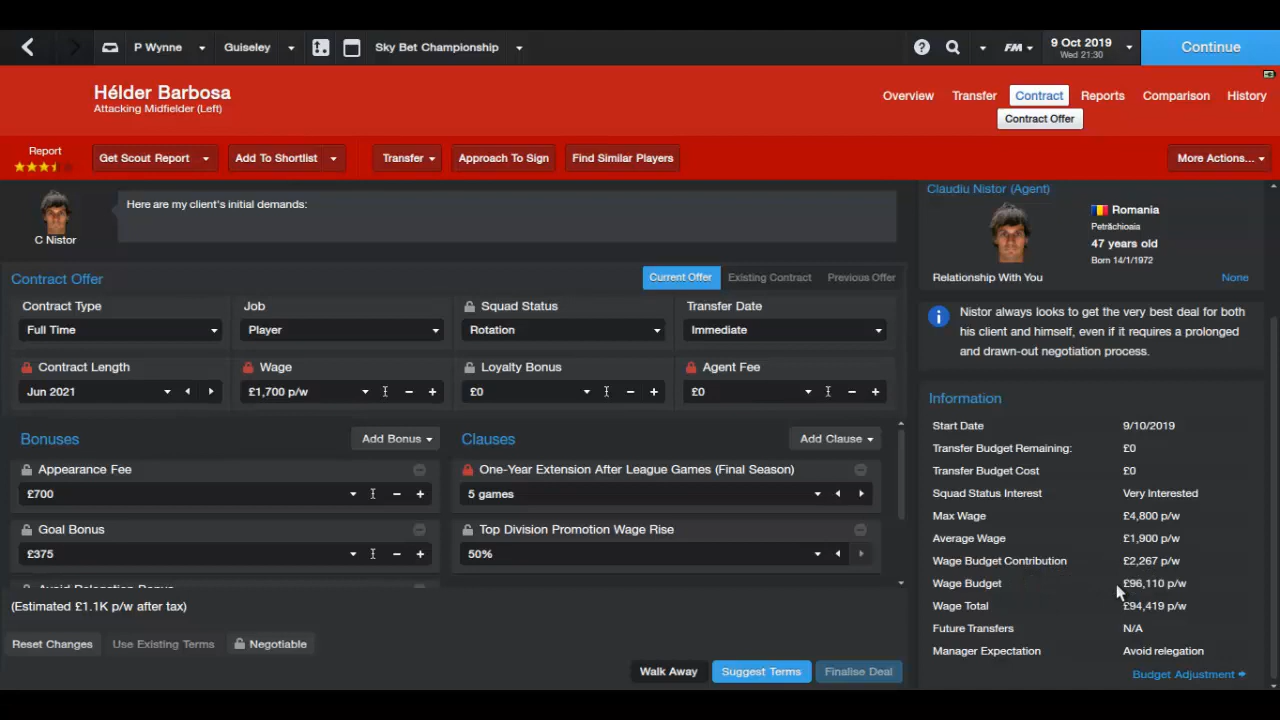 P Wynne
Guiseley
Sky Bet Championship
FM
9 Oct 2019
Wed 21:30
Continue
Hélder Barbosa
Attacking Midfielder (Left)
Overview
Transfer
Contract
Reports
Comparison
History
Contract Offer
Report
Get Scout Report
Add To Shortlist
Transfer
Approach To Sign
Find Similar Players
More Actions...
C Nistor
Here are my client's initial demands:
Contract Offer
Current Offer
Existing Contract
Previous Offer
Contract Type
Job
Squad Status
Transfer Date
Full Time
Player
Rotation
Immediate
Contract Length
Wage
Loyalty Bonus
Agent Fee
Jun 2021
£1,700 p/w
£0
£0
Bonuses
Add Bonus
Clauses
Add Clause
Appearance Fee
£700
Goal Bonus
£375
Avoid Relegation Bonus
One-Year Extension After League Games (Final Season)
5 games
Top Division Promotion Wage Rise
50%
(Estimated £1.1K p/w after tax)
Reset Changes
Use Existing Terms
Negotiable
Walk Away
Suggest Terms
Finalise Deal
Claudiu Nistor (Agent)
Romania
Petrăchioaia
47 years old
Born 14/1/1972
Relationship With You
None
Nistor always looks to get the very best deal for both
his client and himself, even if it requires a prolonged
and drawn-out negotiation process.
Information
Start Date 9/10/2019
Transfer Budget Remaining: £0
Transfer Budget Cost £0
Squad Status Interest Very Interested
Max Wage £4,800 p/w
Average Wage £1,900 p/w
Wage Budget Contribution £2,267 p/w
Wage Budget £96,110 p/w
Wage Total £94,419 p/w
Future Transfers N/A
Manager Expectation Avoid relegation
Budget Adjustment